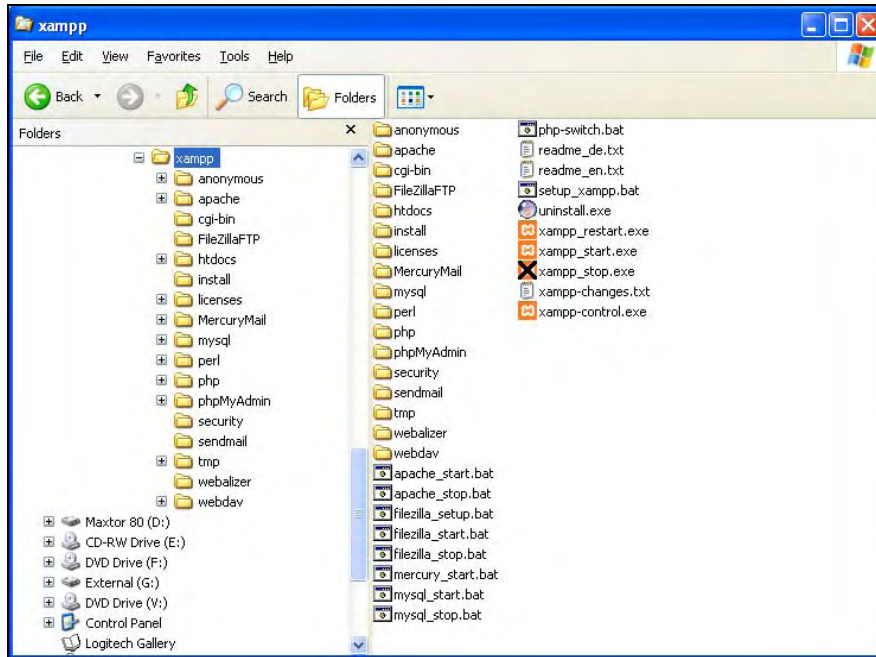 xampp
File Edit View Favorites Tools Help
Back Search Folders
Folders
xampp
anonymous
apache
cgi-bin
FileZillaFTP
htdocs
install
licenses
MercuryMail
mysql
perl
php
phpMyAdmin
security
sendmail
tmp
webalizer
webdav
Maxtor 80 (D:)
CD-RW Drive (E:)
DVD Drive (F:)
External (G:)
DVD Drive (V:)
Control Panel
Logitech Gallery
anonymous
apache
cgi-bin
FileZillaFTP
htdocs
install
licenses
MercuryMail
mysql
perl
php
phpMyAdmin
security
sendmail
tmp
webalizer
webdav
apache_start.bat
apache_stop.bat
filezilla_setup.bat
filezilla_start.bat
filezilla_stop.bat
mercury_start.bat
mysql_start.bat
mysql_stop.bat
php-switch.bat
readme_de.txt
readme_en.txt
setup_xampp.bat
uninstall.exe
xampp_restart.exe
xampp_start.exe
xampp_stop.exe
xampp-changes.txt
xampp-control.exe